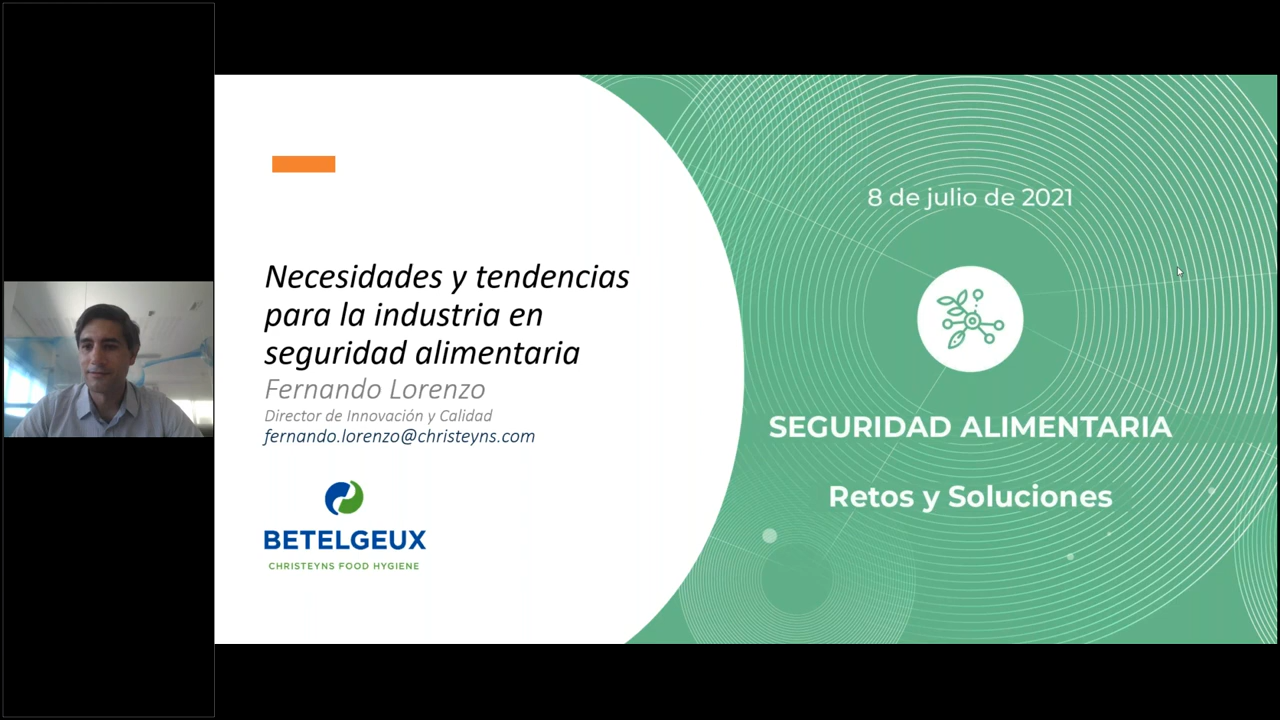 Necesidades y tendencias
para la industria en
seguridad alimentaria
Fernando Lorenzo
Director de Innovación y Calidad
fernando.lorenzo@christeyns.com
BETELGEUX
CHRISTEYNS FOOD HYGIENE
8 de julio de 2021
SEGURIDAD ALIMENTARIA
Retos y Soluciones